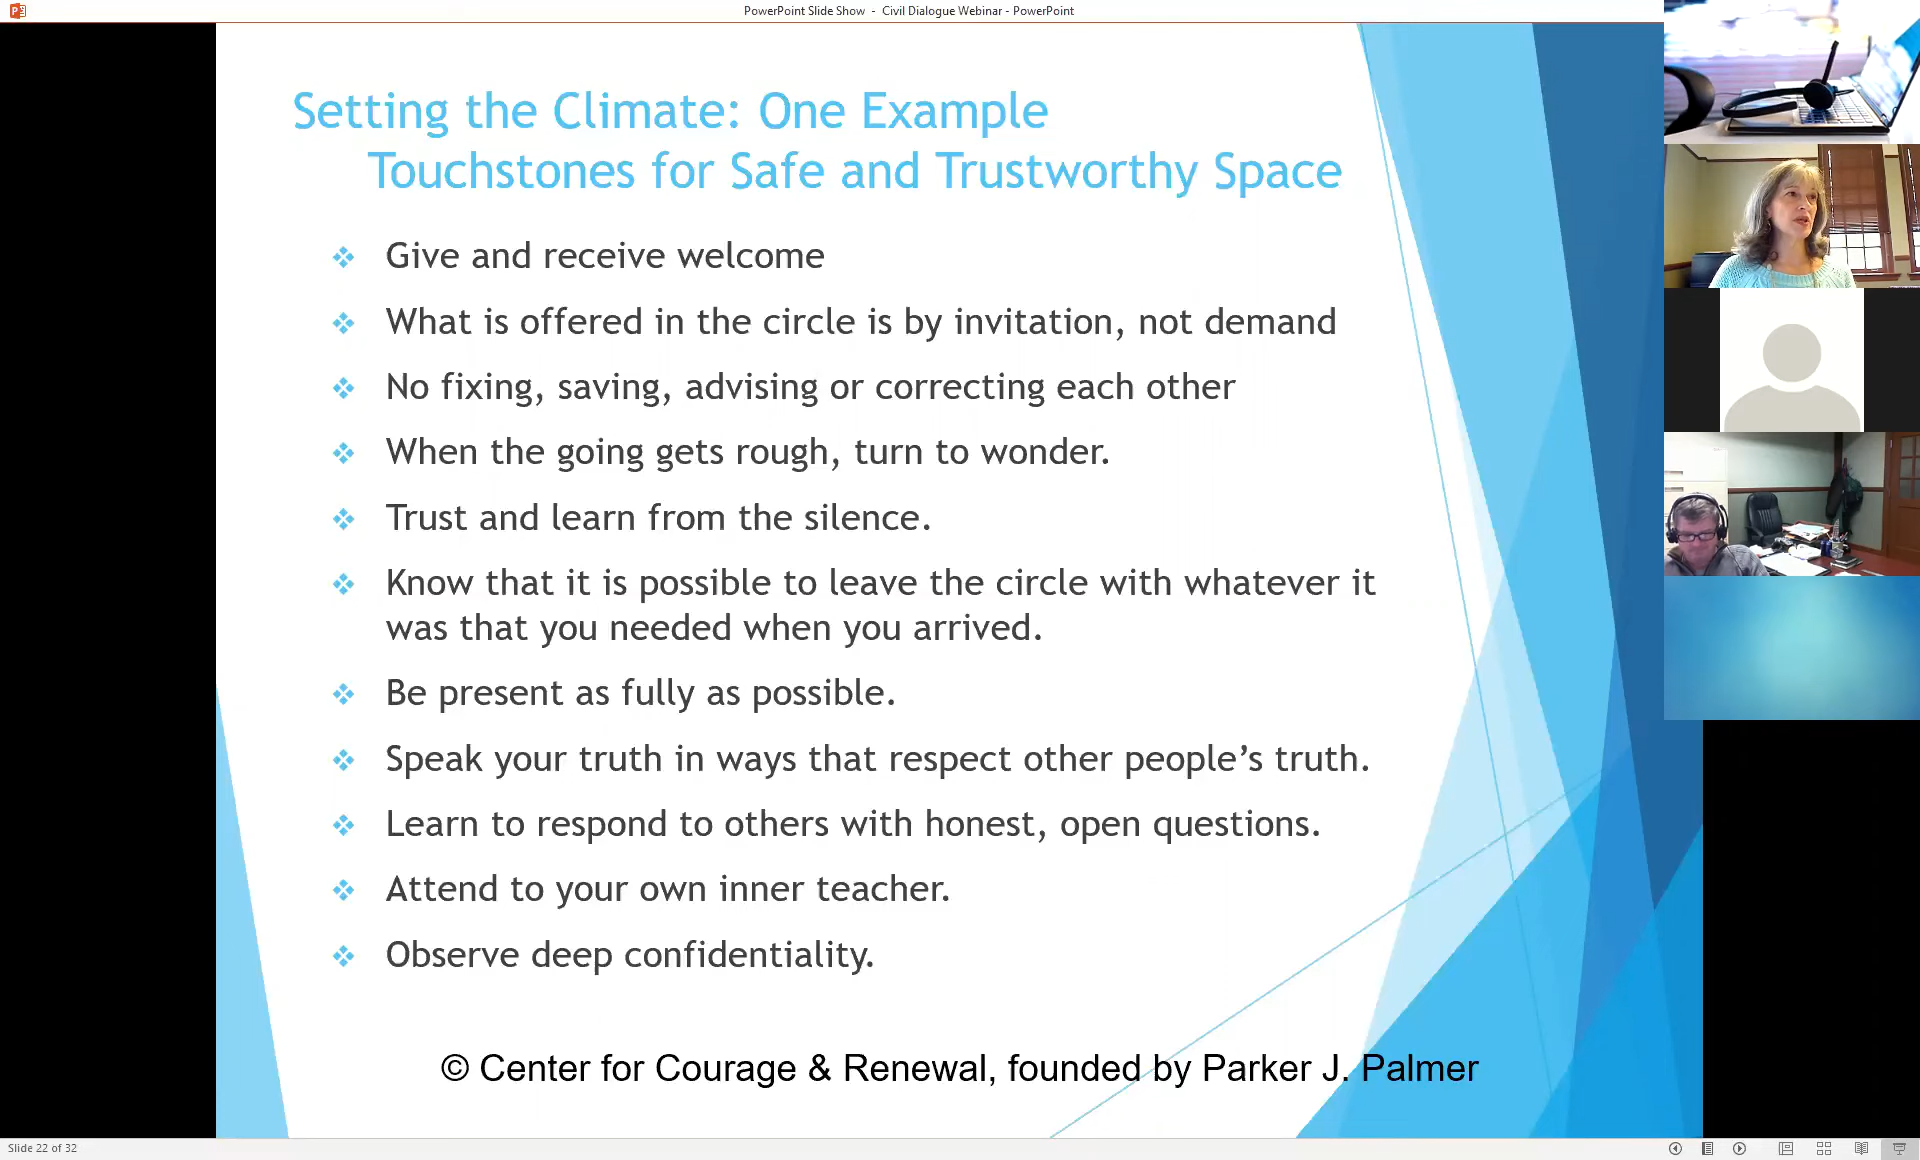 PowerPoint Slide Show - Civil Dialogue Webinar - PowerPoint
Setting the Climate: One Example
Touchstones for Safe and Trustworthy Space
Give and receive welcome
What is offered in the circle is by invitation, not demand
No fixing, saving, advising or correcting each other
When the going gets rough, turn to wonder.
Trust and learn from the silence.
Know that it is possible to leave the circle with whatever it
was that you needed when you arrived.
Be present as fully as possible.
Speak your truth in ways that respect other people’s truth.
Learn to respond to others with honest, open questions.
Attend to your own inner teacher.
Observe deep confidentiality.
© Center for Courage & Renewal, founded by Parker J. Palmer
Slide 22 of 32